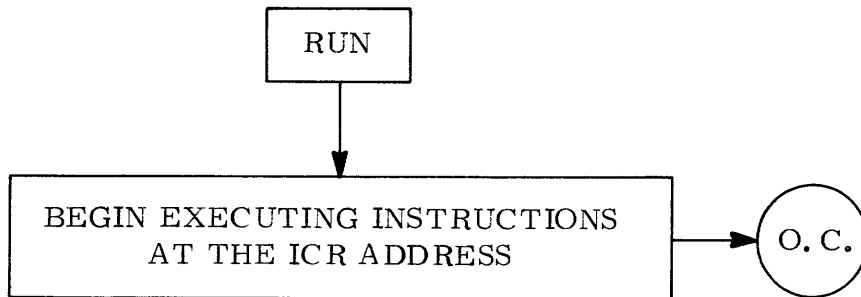 RUN
BEGIN EXECUTING INSTRUCTIONS
AT THE ICR ADDRESS
O. C.